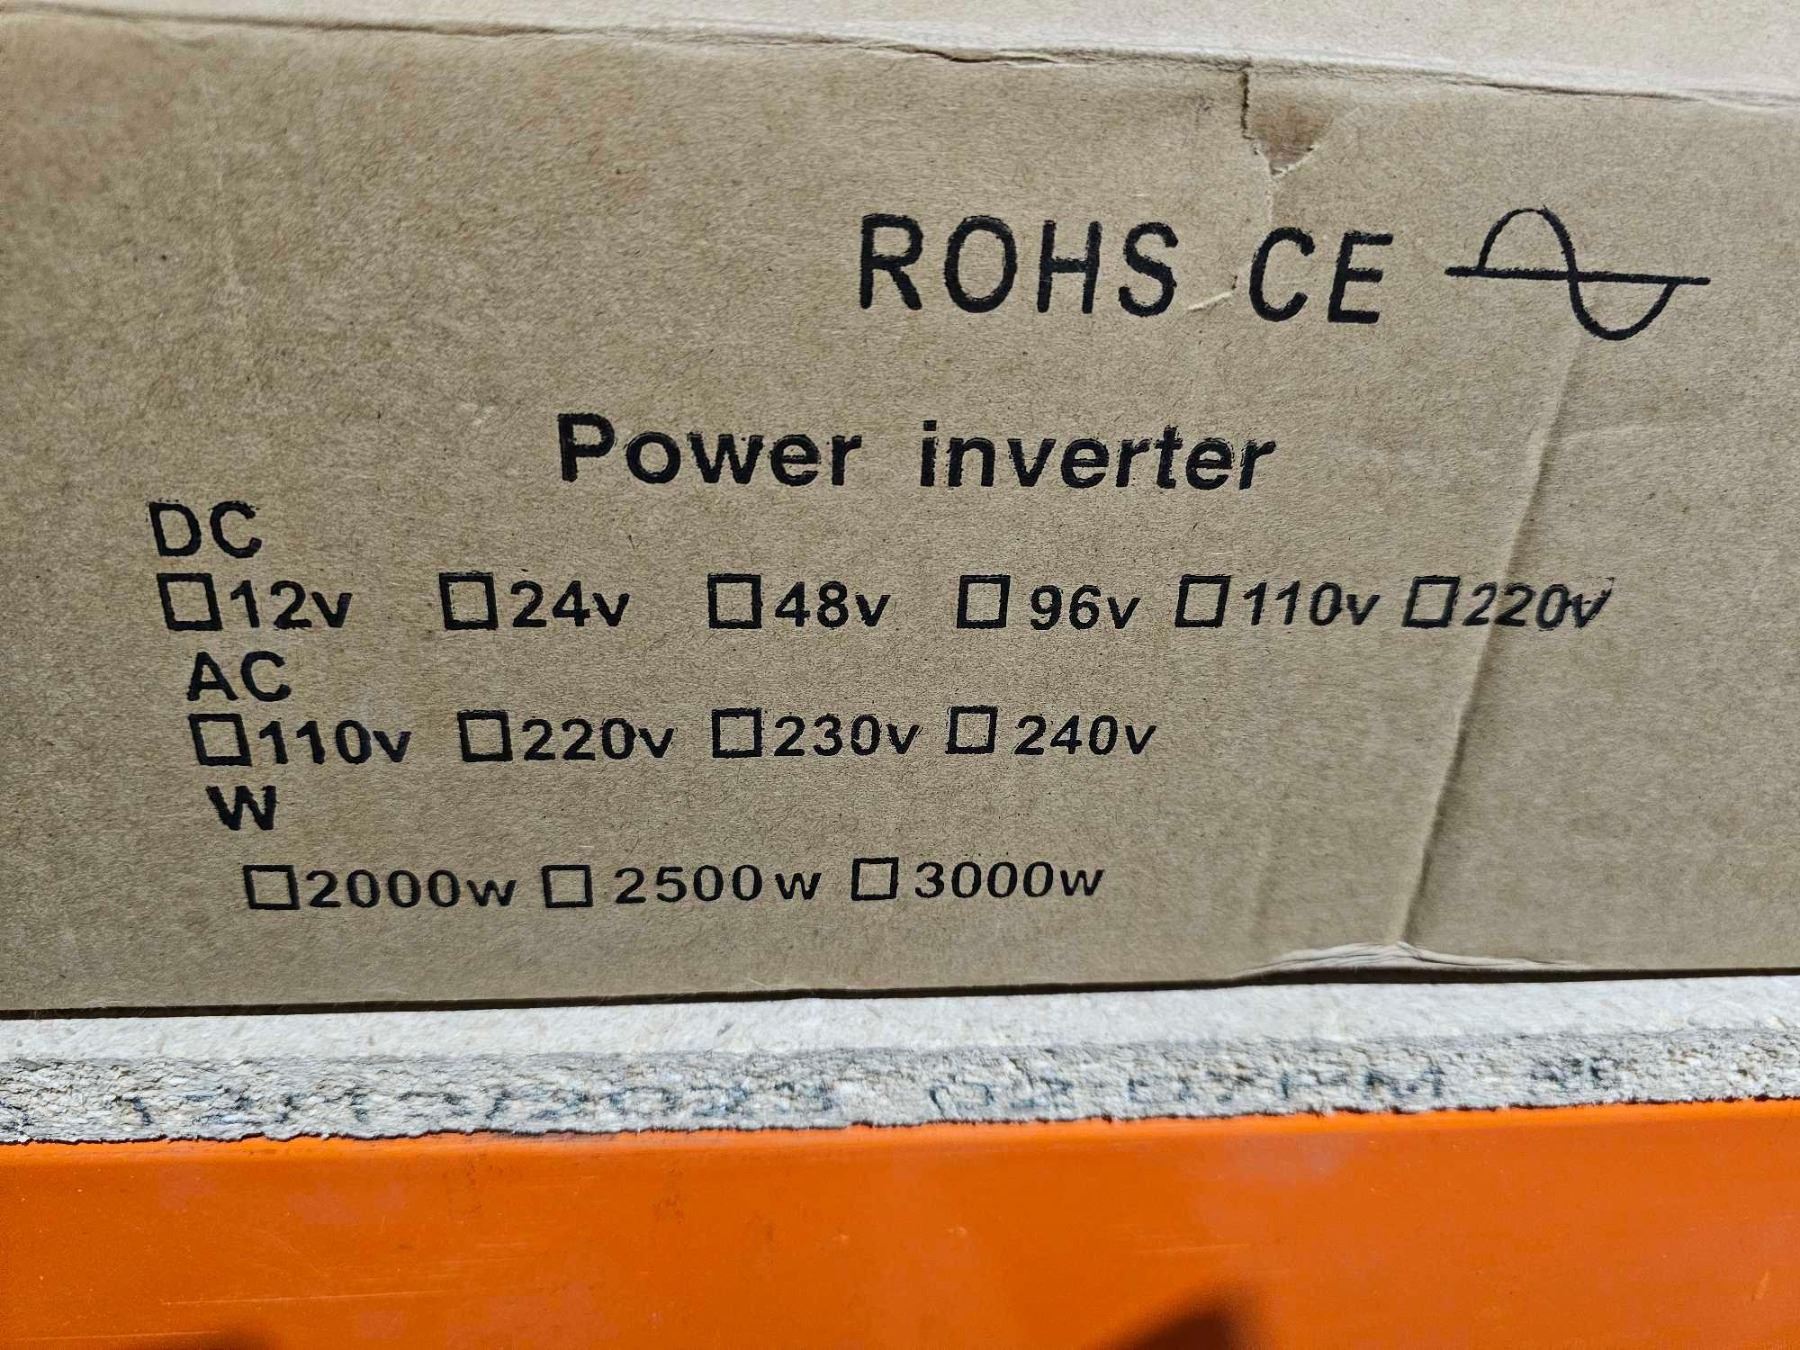 ROHS CE
Power inverter
DC
☐12v ☐24v ☐48v ☐ 96v ☐110v ☐220v
AC
☐110v ☐220v ☐230v ☐ 240v
W
☐2000w ☐ 2500w ☐ 3000w